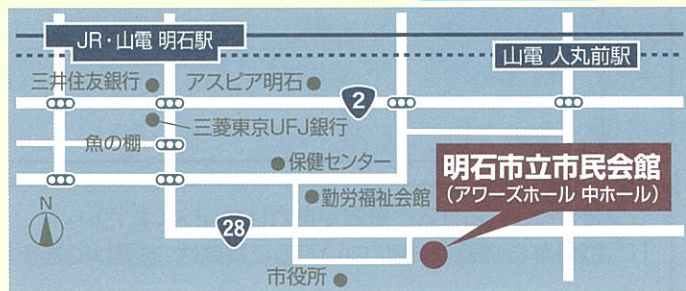 JR・山電 明石駅
山電 人丸前駅
三井住友銀行
アスピア明石
2
三菱東京UFJ銀行
魚の棚
保健センター
明石市立市民会館
(アワーズホール 中ホール)
勤労福祉会館
N
28
市役所